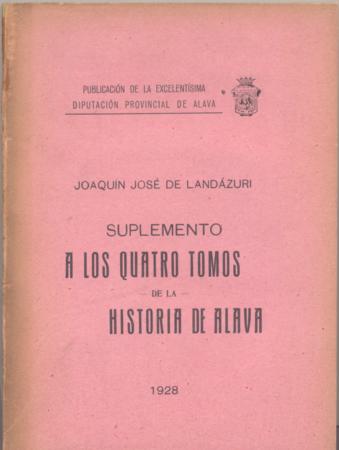 PUBLICACIÓN DE LA EXCELENTÍSIMA
DIPUTACIÓN PROVINCIAL DE ALAVA
JOAQUÍN JOSÉ DE LANDÁZURI
SUPLEMENTO
A LOS QUATRO TOMOS
— DE LA —
HISTORIA DE ALAVA
1928